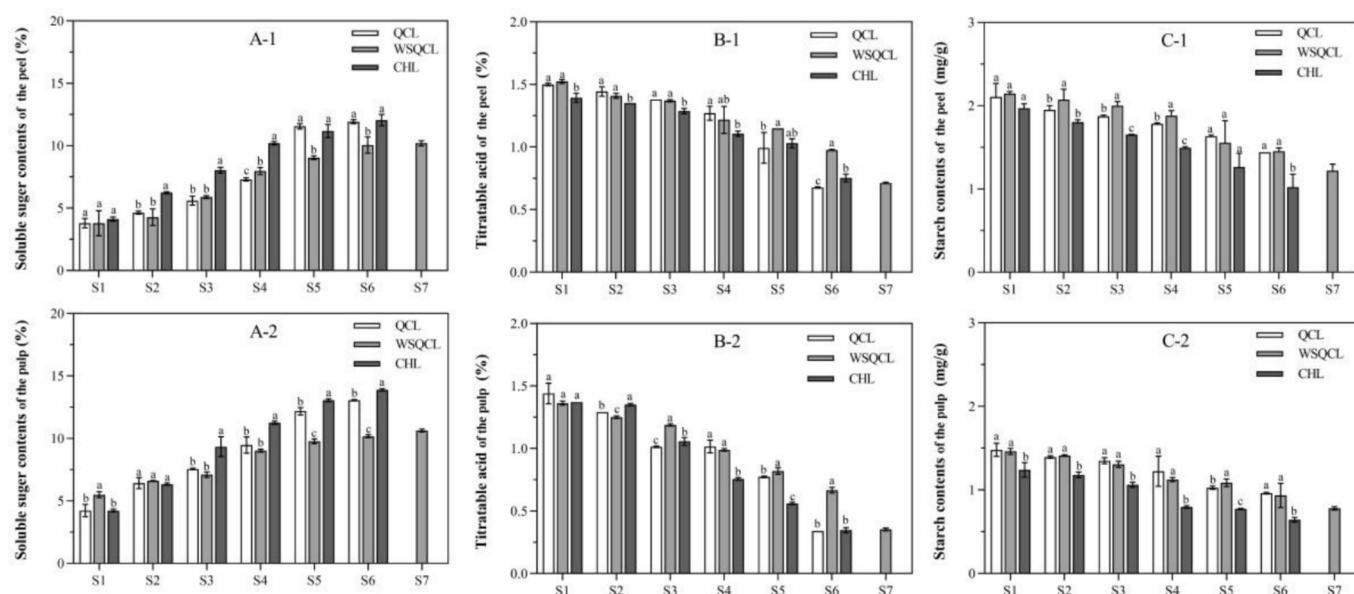 Soluble suger contents of the peel (%)
20
15
10
5
0
A-1
QCL
WSQCL
CHL
a a a b b a b b a c b a a b a a b a
S1 S2 S3 S4 S5 S6 S7
Titratable acid of the peel (%)
2.0
1.5
1.0
0.5
0.0
B-1
QCL
WSQCL
CHL
a a b a a b a a b a ab b b a ab c a b
S1 S2 S3 S4 S5 S6 S7
Starch contents of the peel (mg/g)
3
2
1
0
C-1
QCL
WSQCL
CHL
a a a b a b b a c b a c a a a a a b
S1 S2 S3 S4 S5 S6 S7
Soluble suger contents of the pulp (%)
20
15
10
5
0
A-2
QCL
WSQCL
CHL
b a b a a a b b a b b a b c a b c a
S1 S2 S3 S4 S5 S6 S7
Titratable acid of the pulp (%)
2.0
1.5
1.0
0.5
0.0
B-2
QCL
WSQCL
CHL
a a a b c a c a b a a b b a c b a b
S1 S2 S3 S4 S5 S6 S7
Starch contents of the pulp (mg/g)
3
2
1
0
C-2
QCL
WSQCL
CHL
a a b a a b a a b a a b b a c a a b
S1 S2 S3 S4 S5 S6 S7